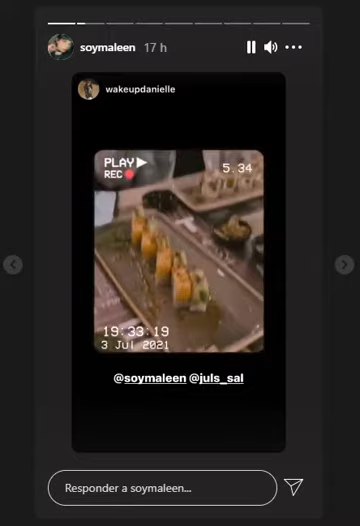 soymaleen 17 h
wakeupdanielle
PLAY
5.34
REC
19:33:19
3 Jul 2021
@soymaleen @juls_sal
Responder a soymaleen...